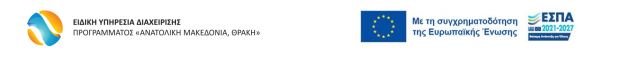 ΕΙΔΙΚΗ ΥΠΗΡΕΣΙΑ ΔΙΑΧΕΙΡΙΣΗΣ
ΠΡΟΓΡΑΜΜΑΤΟΣ «ΑΝΑΤΟΛΙΚΗ ΜΑΚΕΔΟΝΙΑ, ΘΡΑΚΗ»
Με τη συγχρηματοδότηση
της Ευρωπαϊκής Ένωσης
ΕΣΠΑ
2021-2027